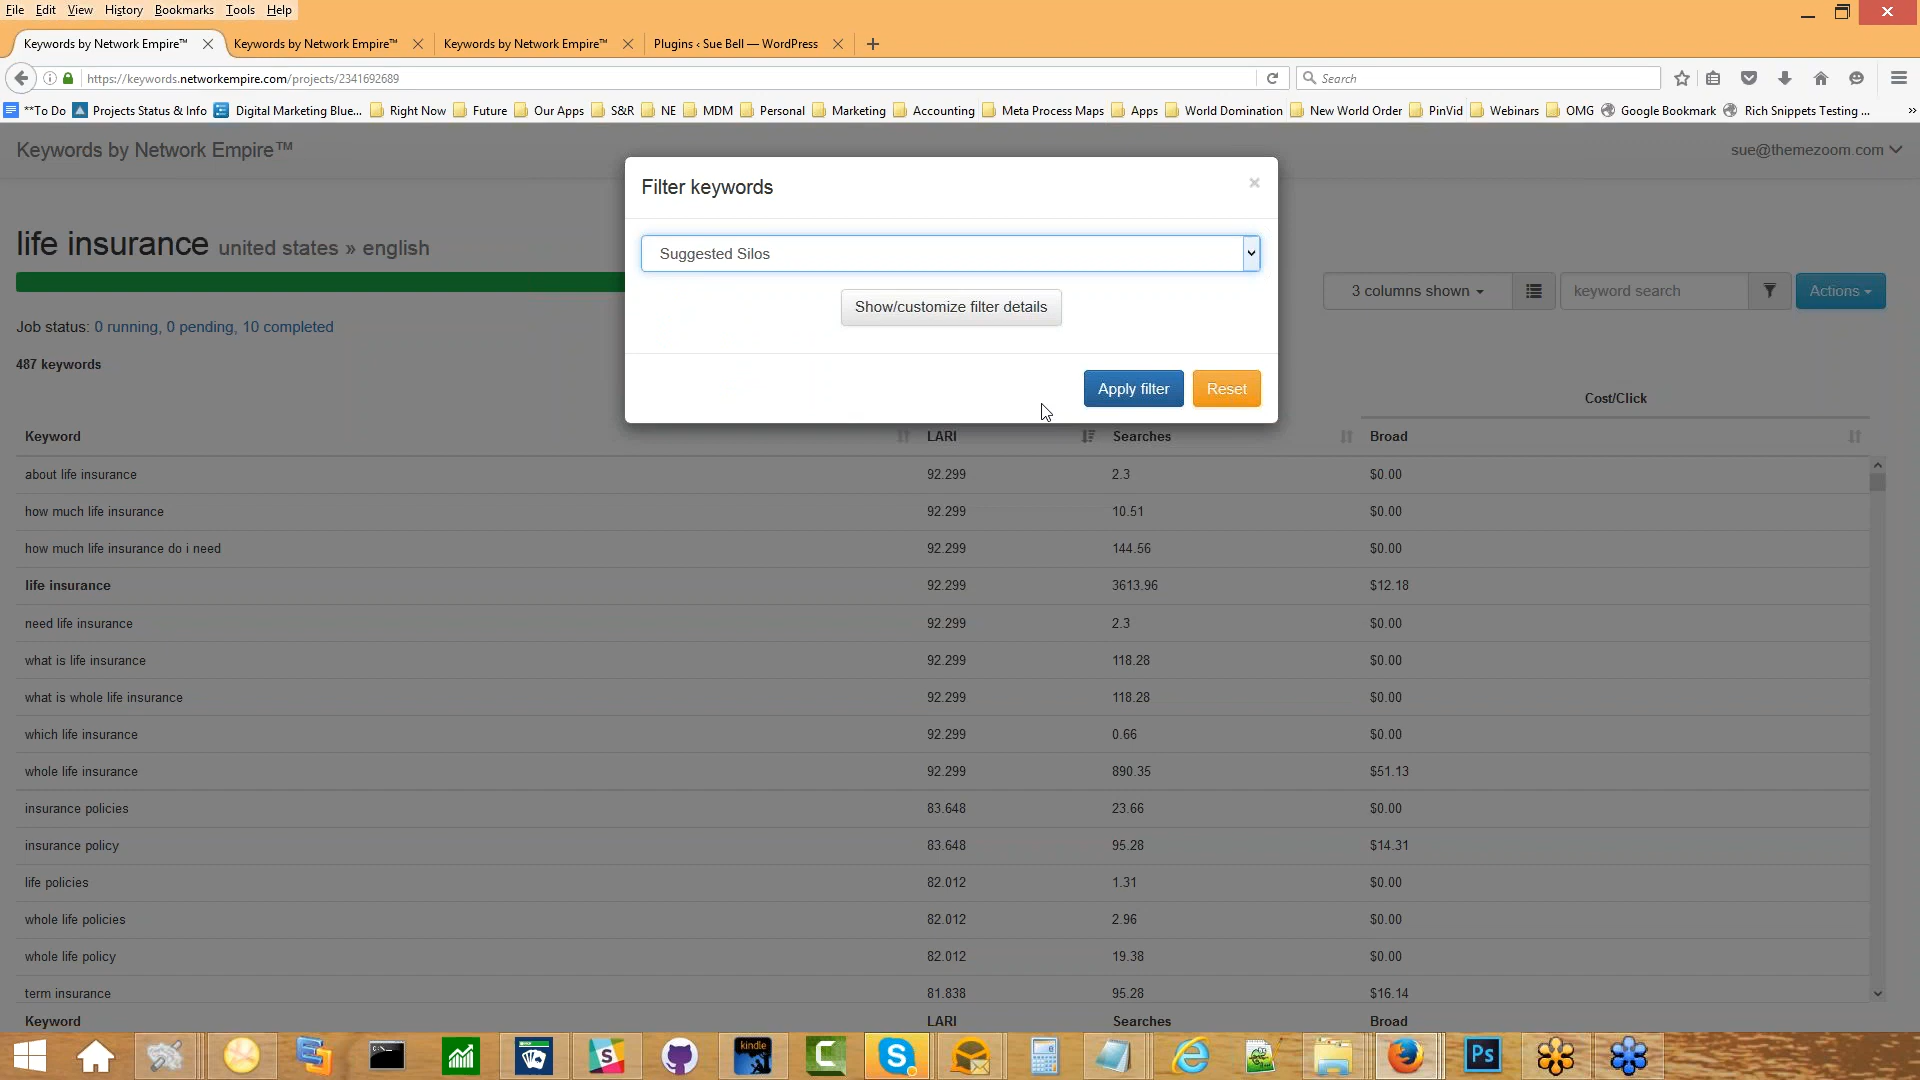 File Edit View History Bookmarks Tools Help
Keywords by Network Empire™ Keywords by Network Empire™ Keywords by Network Empire™ Plugins ‹ Sue Bell — WordPress
https://keywords.networkempire.com/projects/2341692689 Search
**To Do Projects Status & Info Digital Marketing Blue... Right Now Future Our Apps S&R NE MDM Personal Marketing Accounting Meta Process Maps Apps World Domination New World Order PinVid Webinars OMG Google Bookmark Rich Snippets Testing ... »
Keywords by Network Empire™ sue@themezoom.com
Filter keywords ×
life insurance united states » english
Suggested Silos
3 columns shown keyword search Actions
Show/customize filter details
Job status: 0 running, 0 pending, 10 completed
487 keywords
Apply filter Reset
Cost/Click
Keyword LARI Searches Broad
about life insurance 92.299 2.3 $0.00
how much life insurance 92.299 10.51 $0.00
how much life insurance do i need 92.299 144.56 $0.00
life insurance 92.299 3613.96 $12.18
need life insurance 92.299 2.3 $0.00
what is life insurance 92.299 118.28 $0.00
what is whole life insurance 92.299 118.28 $0.00
which life insurance 92.299 0.66 $0.00
whole life insurance 92.299 890.35 $51.13
insurance policies 83.648 23.66 $0.00
insurance policy 83.648 95.28 $14.31
life policies 82.012 1.31 $0.00
whole life policies 82.012 2.96 $0.00
whole life policy 82.012 19.38 $0.00
term insurance 81.838 95.28 $16.14
Keyword LARI Searches Broad
kindle
Ps